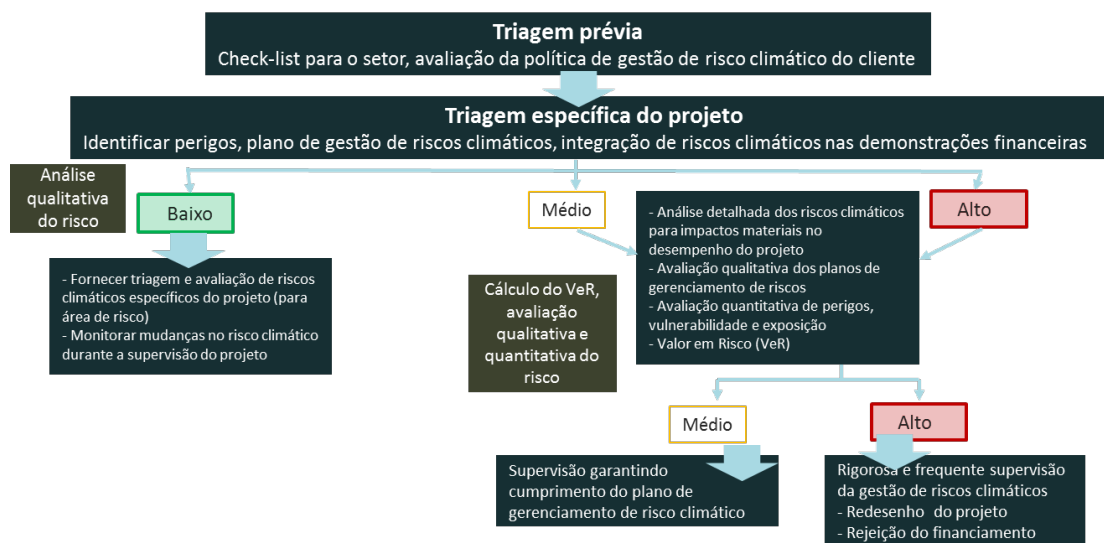 Triagem prévia
Check-list para o setor, avaliação da política de gestão de risco climático do cliente
Triagem específica do projeto
Identificar perigos, plano de gestão de riscos climáticos, integração de riscos climáticos nas demonstrações financeiras
Análise
qualitativa
do risco
Baixo
Médio
Alto
- Fornecer triagem e avaliação de riscos
climáticos específicos do projeto (para
área de risco)
- Monitorar mudanças no risco climático
durante a supervisão do projeto
- Análise detalhada dos riscos climáticos
para impactos materiais no
desempenho do projeto
- Avaliação qualitativa dos planos de
gerenciamento de riscos
- Avaliação quantitativa de perigos,
vulnerabilidade e exposição
- Valor em Risco (VeR)
Cálculo do VeR,
avaliação
qualitativa e
quantitativa do
risco
Médio
Alto
Supervisão garantindo
cumprimento do plano de
gerenciamento de risco climático
Rigorosa e frequente supervisão
da gestão de riscos climáticos
- Redesenho do projeto
- Rejeição do financiamento